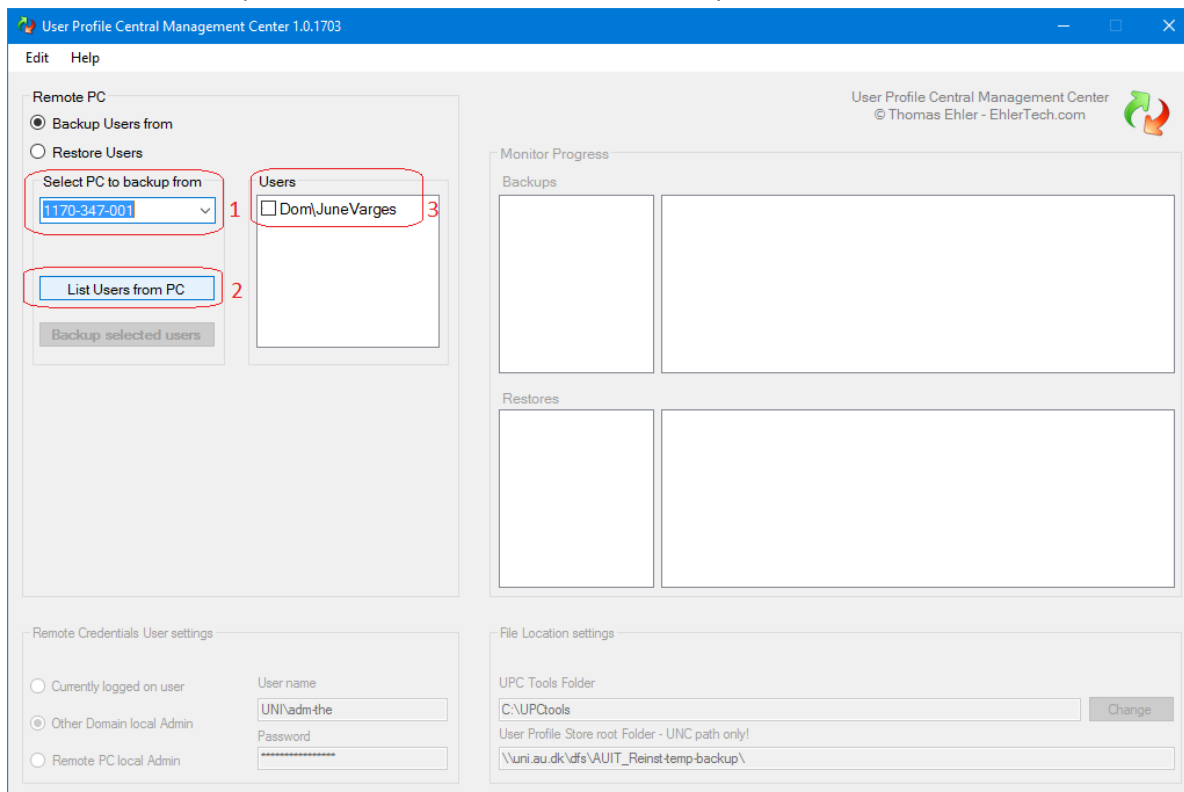 User Profile Central Management Center 1.0.1703
Edit Help
Remote PC
Backup Users from
Restore Users
Select PC to backup from
1170-347-001
1
List Users from PC
2
Backup selected users
Users
Dom\JuneVarges
3
User Profile Central Management Center
© Thomas Ehler - EhlerTech.com
Monitor Progress
Backups
Restores
Remote Credentials User settings
Currently logged on user
Other Domain local Admin
Remote PC local Admin
User name
UNI\adm-the
Password
****************
File Location settings
UPC Tools Folder
C:\UPCtools
Change
User Profile Store root Folder - UNC path only!
\\uni.au.dk\dfs\AUIT_Reinst-temp-backup\